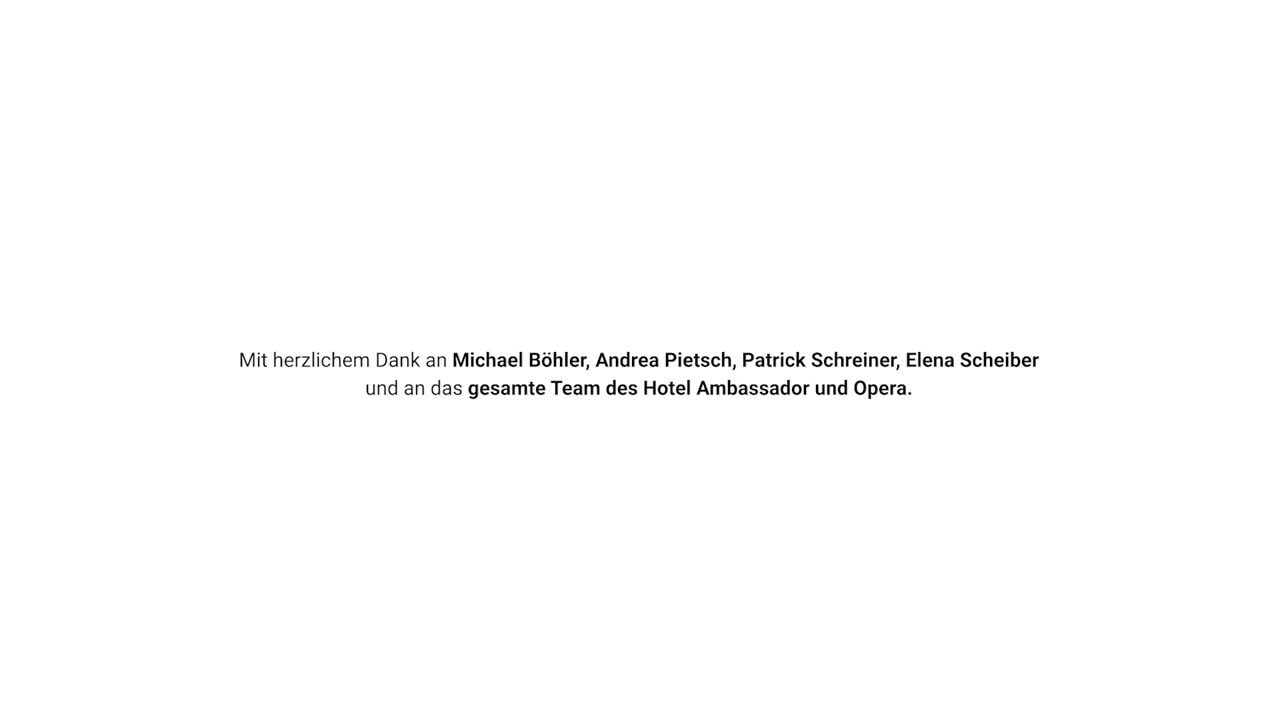 Mit herzlichem Dank an Michael Böhler, Andrea Pietsch, Patrick Schreiner, Elena Scheiber
und an das gesamte Team des Hotel Ambassador und Opera.